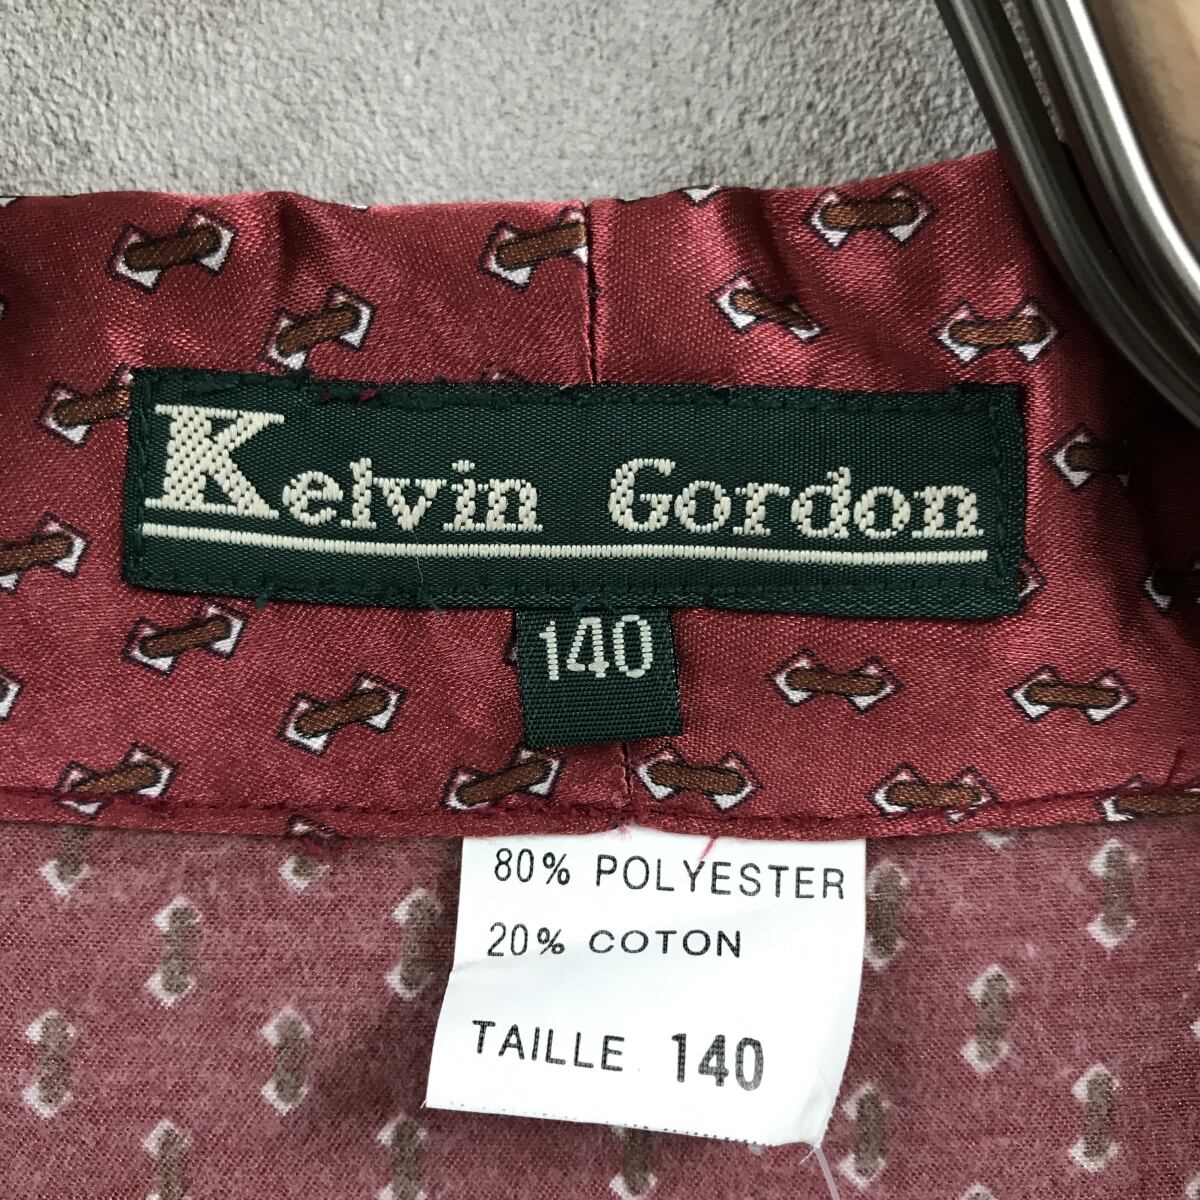 Kelvin Gordon
140
80% POLYESTER
20% COTON
TAILLE 140